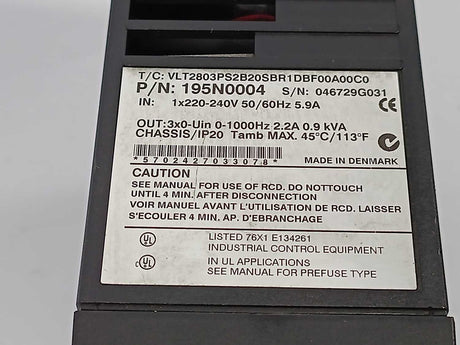 T/C: VLT2803PS2B20SBR1DBF00A00C0
P/N: 195N0004 S/N: 046729G031
IN: 1x220-240V 50/60Hz 5.9A
CE
OUT: 3x0-Uin 0-1000Hz 2.2A 0.9 kVA
CHASSIS/IP20 Tamb MAX. 45°C/113°F
*5702427033078* MADE IN DENMARK
CAUTION
SEE MANUAL FOR USE OF RCD. DO NOTTOUCH
UNTIL 4 MIN. AFTER DISCONNECTION
VOIR MANUEL AVANT L'UTILISATION DE RCD. LAISSER
S'ECOULER 4 MIN. AP. D'EBRANCHAGE
UL LISTED 76X1 E134261
INDUSTRIAL CONTROL EQUIPMENT
UL IN UL APPLICATIONS
SEE MANUAL FOR PREFUSE TYPE